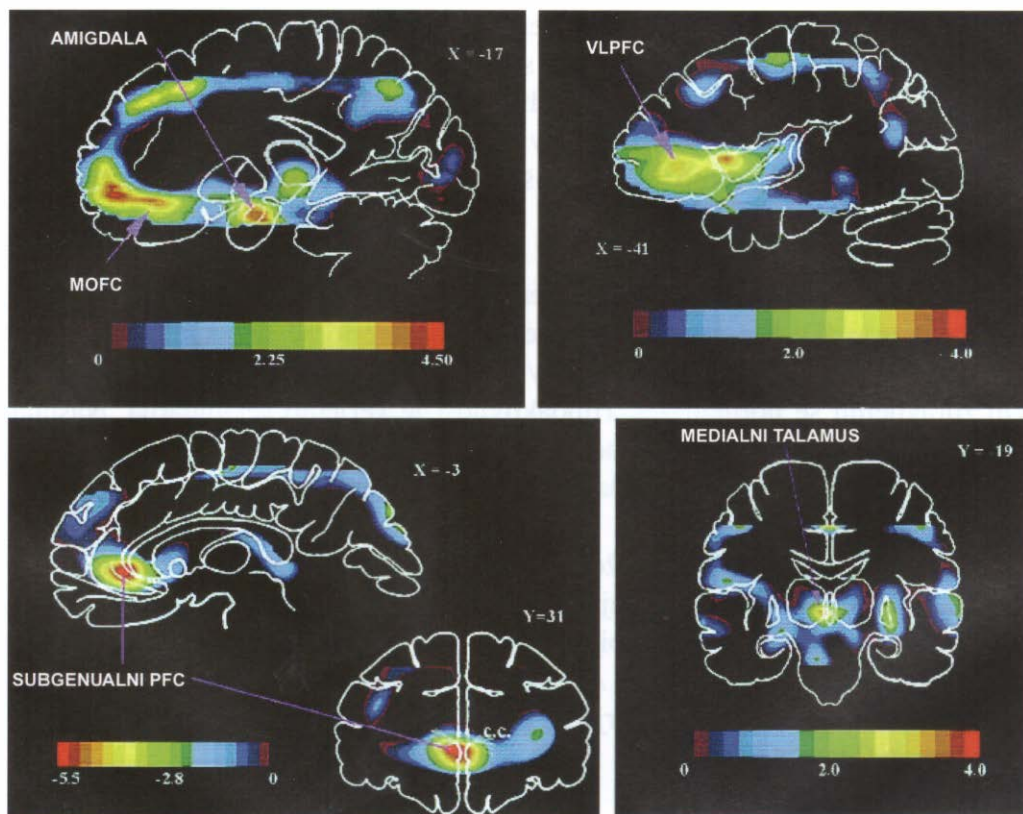 AMIGDALA
X = -17
MOFC
0 2.25 4.50
VLPFC
X = -41
0 2.0 4.0
X = -3
Y=31
SUBGENUALNI PFC
c.c.
-5.5 -2.8 0
MEDIALNI TALAMUS
Y = -19
0 2.0 4.0